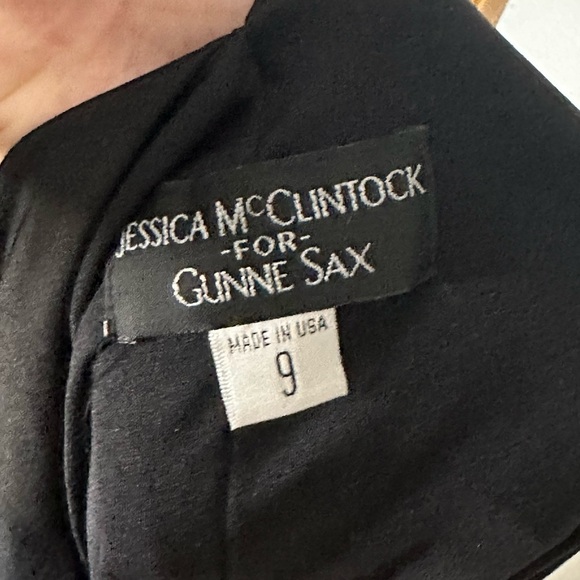 JESSICA McCLINTOCK
-FOR-
GUNNE SAX
MADE IN USA
9